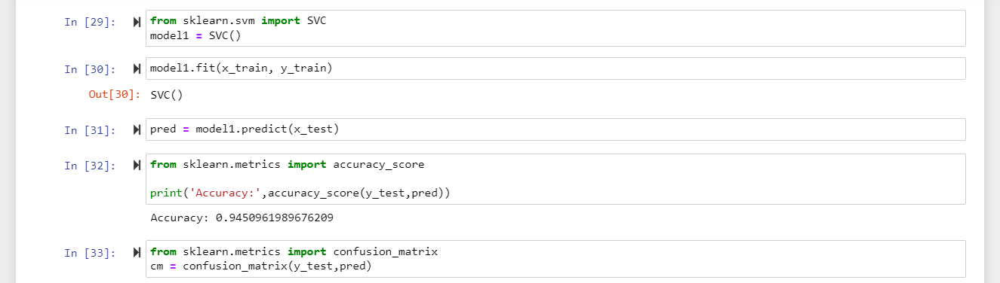 In [29]: from sklearn.svm import SVC
model1 = SVC()
In [30]: model1.fit(x_train, y_train)
Out[30]: SVC()
In [31]: pred = model1.predict(x_test)
In [32]: from sklearn.metrics import accuracy_score
print('Accuracy:',accuracy_score(y_test,pred))
Accuracy: 0.9450961989676209
In [33]: from sklearn.metrics import confusion_matrix
cm = confusion_matrix(y_test,pred)